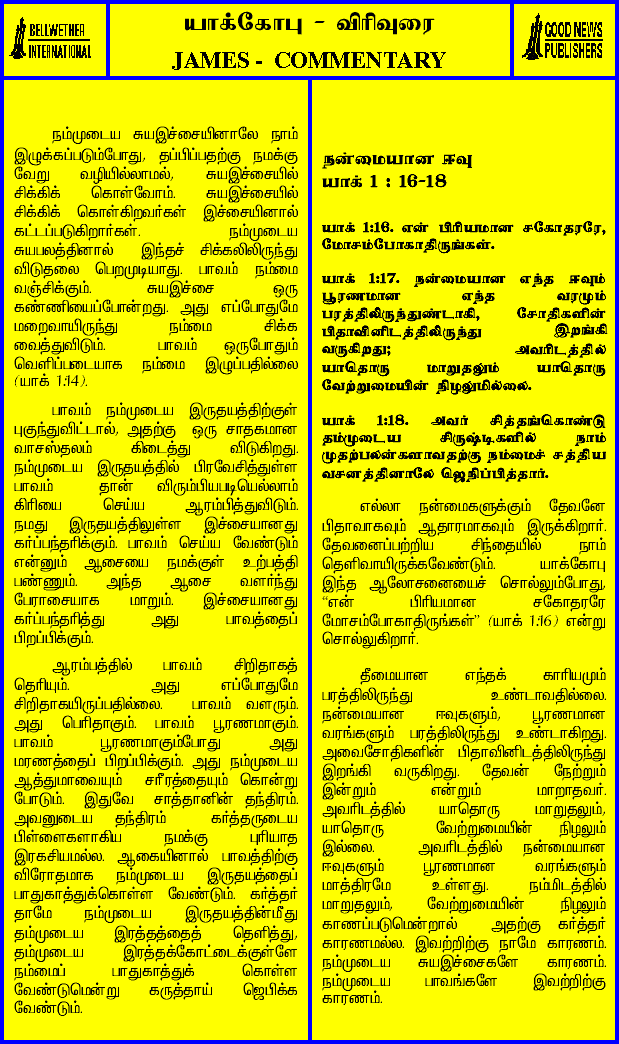 BELLWETHER
INTERNATIONAL
யாக்கோபு - விரிவுரை
JAMES - COMMENTARY
GOOD NEWS
PUBLISHERS
நம்முடைய சுயஇச்சையினாலே நாம்
இழுக்கப்படும்போது, தப்பிப்பதற்கு நமக்கு
வேறு வழியில்லாமல், சுயஇச்சையில்
சிக்கிக் கொள்வோம். சுயஇச்சையில்
சிக்கிக் கொள்கிறவர்கள் இச்சையினால்
கட்டப்படுகிறார்கள். நம்முடைய
சுயபலத்தினால் இந்தச் சிக்கலிலிருந்து
விடுதலை பெறமுடியாது. பாவம் நம்மை
வஞ்சிக்கும். சுயஇச்சை ஒரு
கண்ணியைப்போன்றது. அது எப்போதுமே
மறைவாயிருந்து நம்மை சிக்க
வைத்துவிடும். பாவம் ஒருபோதும்
வெளிப்படையாக நம்மை இழுப்பதில்லை
(யாக் 1:14).
பாவம் நம்முடைய இருதயத்திற்குள்
புகுந்துவிட்டால், அதற்கு ஒரு சாதகமான
வாசஸ்தலம் கிடைத்து விடுகிறது.
நம்முடைய இருதயத்தில் பிரவேசித்துள்ள
பாவம் தான் விரும்பியபடியெல்லாம்
கிரியை செய்ய ஆரம்பித்துவிடும்.
நமது இருதயத்திலுள்ள இச்சையானது
கர்ப்பந்தரிக்கும். பாவம் செய்ய வேண்டும்
என்னும் ஆசையை நமக்குள் உற்பத்தி
பண்ணும். அந்த ஆசை வளர்ந்து
பேராசையாக மாறும். இச்சையானது
கர்ப்பந்தரித்து அது பாவத்தைப்
பிறப்பிக்கும்.
ஆரம்பத்தில் பாவம் சிறிதாகத்
தெரியும். அது எப்போதுமே
சிறிதாகயிருப்பதில்லை. பாவம் வளரும்.
அது பெரிதாகும். பாவம் பூரணமாகும்.
பாவம் பூரணமாகும்போது அது
மரணத்தைப் பிறப்பிக்கும். அது நம்முடைய
ஆத்துமாவையும் சரீரத்தையும் கொன்று
போடும். இதுவே சாத்தானின் தந்திரம்.
அவனுடைய தந்திரம் கர்த்தருடைய
பிள்ளைகளாகிய நமக்கு புரியாத
இரகசியமல்ல. ஆகையினால் பாவத்திற்கு
விரோதமாக நம்முடைய இருதயத்தைப்
பாதுகாத்துக்கொள்ள வேண்டும். கர்த்தர்
தாமே நம்முடைய இருதயத்தின்மீது
தம்முடைய இரத்தத்தைத் தெளித்து,
தம்முடைய இரத்தக்கோட்டைக்குள்ளே
நம்மைப் பாதுகாத்துக் கொள்ள
வேண்டுமென்று கருத்தாய் ஜெபிக்க
வேண்டும்.
நன்மையான ஈவு
யாக் 1 : 16-18
யாக் 1:16. என் பிரியமான சகோதரரே,
மோசம்போகாதிருங்கள்.
யாக் 1:17. நன்மையான எந்த ஈவும்
பூரணமான எந்த வரமும்
பரத்திலிருந்துண்டாகி, சோதிகளின்
பிதாவினிடத்திலிருந்து இறங்கி
வருகிறது; அவரிடத்தில்
யாதொரு மாறுதலும் யாதொரு
வேற்றுமையின் நிழலுமில்லை.
யாக் 1:18. அவர் சித்தங்கொண்டு
தம்முடைய சிருஷ்டிகளில் நாம்
முதற்பலன்களாவதற்கு நம்மைச் சத்திய
வசனத்தினாலே ஜெநிப்பித்தார்.
எல்லா நன்மைகளுக்கும் தேவனே
பிதாவாகவும் ஆதாரமாகவும் இருக்கிறார்.
தேவனைப்பற்றிய சிந்தையில் நாம்
தெளிவாயிருக்கவேண்டும். யாக்கோபு
இந்த ஆலோசனையைச் சொல்லும்போது,
“என் பிரியமான சகோதரரே
மோசம்போகாதிருங்கள்” (யாக் 1:16) என்று
சொல்லுகிறார்.
தீமையான எந்தக் காரியமும்
பரத்திலிருந்து உண்டாவதில்லை.
நன்மையான ஈவுகளும், பூரணமான
வரங்களும் பரத்திலிருந்து உண்டாகிறது.
அவைசோதிகளின் பிதாவினிடத்திலிருந்து
இறங்கி வருகிறது. தேவன் நேற்றும்
இன்றும் என்றும் மாறாதவர்.
அவரிடத்தில் யாதொரு மாறுதலும்,
யாதொரு வேற்றுமையின் நிழலும்
இல்லை. அவரிடத்தில் நன்மையான
ஈவுகளும் பூரணமான வரங்களும்
மாத்திரமே உள்ளது. நம்மிடத்தில்
மாறுதலும், வேற்றுமையின் நிழலும்
காணப்படுமென்றால் அதற்கு கர்த்தர்
காரணமல்ல. இவற்றிற்கு நாமே காரணம்.
நம்முடைய சுயஇச்சைகளே காரணம்.
நம்முடைய பாவங்களே இவற்றிற்கு
காரணம்.